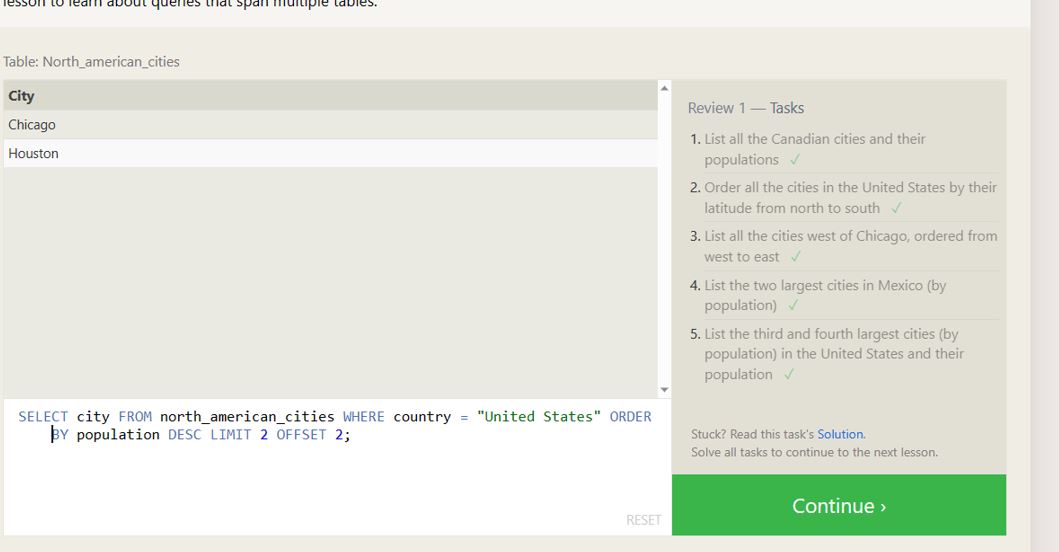 lesson to learn about queries that span multiple tables.
Table: North_american_cities
City
Chicago
Houston
SELECT city FROM north_american_cities WHERE country = "United States" ORDER
BY population DESC LIMIT 2 OFFSET 2;
RESET
Review 1 — Tasks
1. List all the Canadian cities and their
populations ✓
2. Order all the cities in the United States by their
latitude from north to south ✓
3. List all the cities west of Chicago, ordered from
west to east ✓
4. List the two largest cities in Mexico (by
population) ✓
5. List the third and fourth largest cities (by
population) in the United States and their
population ✓
Stuck? Read this task's Solution.
Solve all tasks to continue to the next lesson.
Continue ›